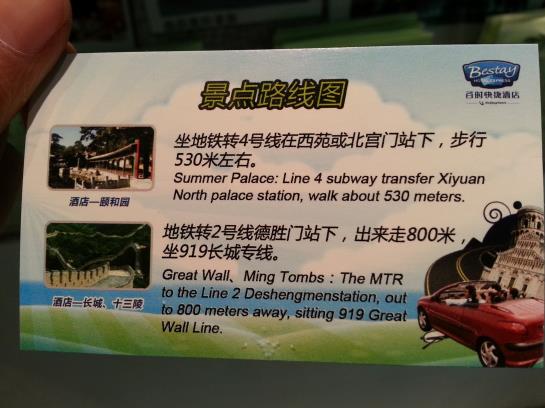 Bestay
HOTEL EXPRESS
百时快捷酒店
景点路线图
坐地铁转4号线在西苑或北宫门站下，步行
530米左右。
Summer Palace: Line 4 subway transfer Xiyuan
North palace station, walk about 530 meters.
酒店—颐和园
地铁转2号线德胜门站下，出来走800米，
坐919长城专线。
Great Wall、Ming Tombs：The MTR
to the Line 2 Deshengmenstation, out
to 800 meters away, sitting 919 Great
Wall Line.
酒店—长城、十三陵